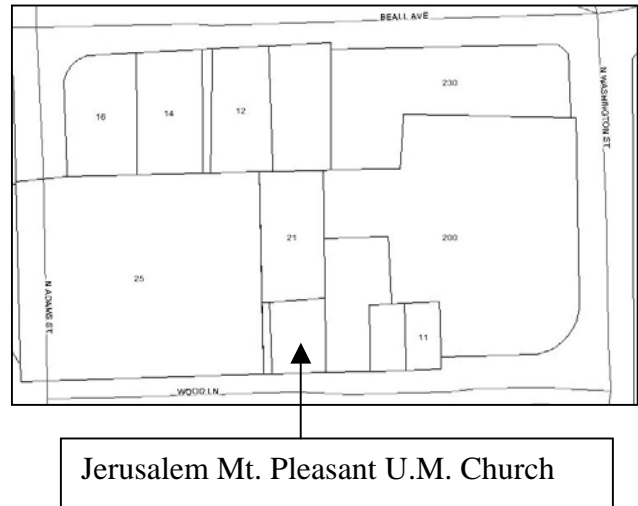 BEALL AVE
230
16
14
12
N WASHINGTON ST.
21
200
25
N ADAMS ST.
11
WOOD LN
Jerusalem Mt. Pleasant U.M. Church